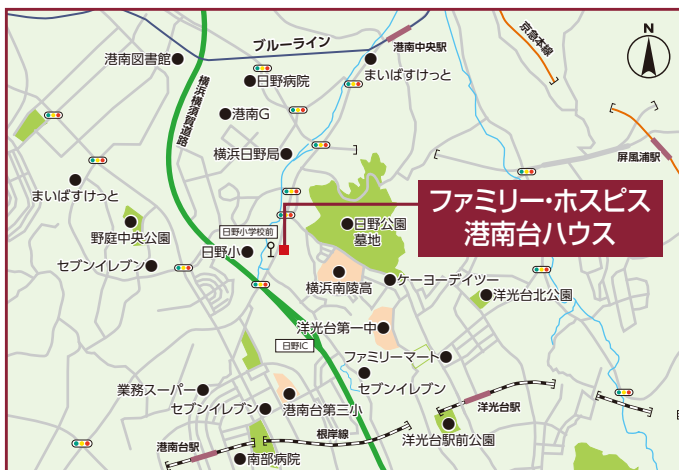 ブルーライン
港南中央駅
京急本線
N
港南図書館
まいばすけっと
日野病院
横浜横須賀道路
港南G
横浜日野局
屏風浦駅
まいばすけっと
ファミリー・ホスピス
港南台ハウス
野庭中央公園
日野小学校前
日野公園
墓地
日野小
セブンイレブン
横浜南陵高
ケーヨーデイツー
洋光台北公園
洋光台第一中
日野IC
ファミリーマート
セブンイレブン
業務スーパー
セブンイレブン
港南台第三小
洋光台駅
洋光台駅前公園
港南台駅
根岸線
南部病院